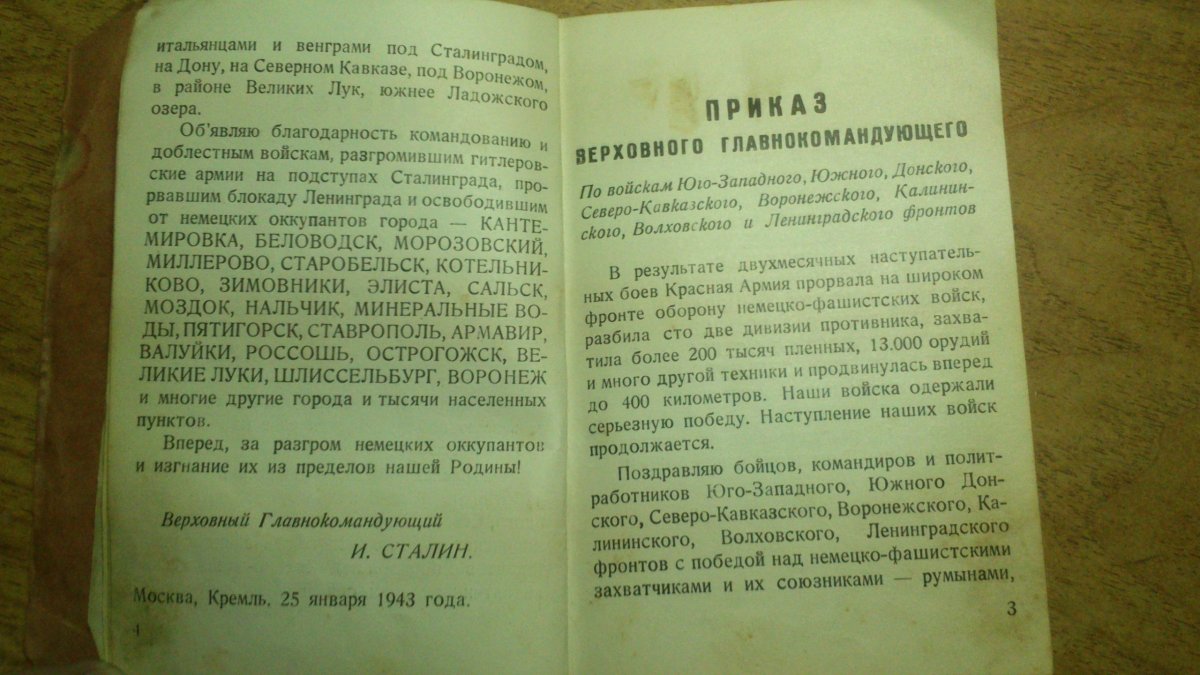 итальянцами и венграми под Сталинградом,
на Дону, на Северном Кавказе, под Воронежом,
в районе Великих Лук, южнее Ладожского
озера.
Об'являю благодарность командованию и
доблестным войскам, разгромившим гитлеров-
ские армии на подступах Сталинграда, про-
рвавшим блокаду Ленинграда и освободившим
от немецких оккупантов города — КАНТЕ-
МИРОВКА, БЕЛОВОДСК, МОРОЗОВСКИЙ,
МИЛЛЕРОВО, СТАРОБЕЛЬСК, КОТЕЛЬНИ-
КОВО, ЗИМОВНИКИ, ЭЛИСТА, САЛЬСК,
МОЗДОК, НАЛЬЧИК, МИНЕРАЛЬНЫЕ ВО-
ДЫ, ПЯТИГОРСК, СТАВРОПОЛЬ, АРМАВИР,
ВАЛУЙКИ, РОССОШЬ, ОСТРОГОЖСК, ВЕ-
ЛИКИЕ ЛУКИ, ШЛИССЕЛЬБУРГ, ВОРОНЕЖ
и многие другие города и тысячи населенных
пунктов.
Вперед, за разгром немецких оккупантов
и изгнание их из пределов нашей Родины!
Верховный Главнокомандующий
И. СТАЛИН.
Москва, Кремль, 25 января 1943 года.
4
ПРИКАЗ
ВЕРХОВНОГО ГЛАВНОКОМАНДУЮЩЕГО
По войскам Юго-Западного, Южного, Донского,
Северо-Кавказского, Воронежского, Калинин-
ского, Волховского и Ленинградского фронтов
В результате двухмесячных наступатель-
ных боев Красная Армия прорвала на широком
фронте оборону немецко-фашистских войск,
разбила сто две дивизии противника, захва-
тила более 200 тысяч пленных, 13.000 орудий
и много другой техники и продвинулась вперед
до 400 километров. Наши войска одержали
серьезную победу. Наступление наших войск
продолжается.
Поздравляю бойцов, командиров и полит-
работников Юго-Западного, Южного Дон-
ского, Северо-Кавказского, Воронежского, Ка-
лининского, Волховского, Ленинградского
фронтов с победой над немецко-фашистскими
захватчиками и их союзниками — румынами,
3